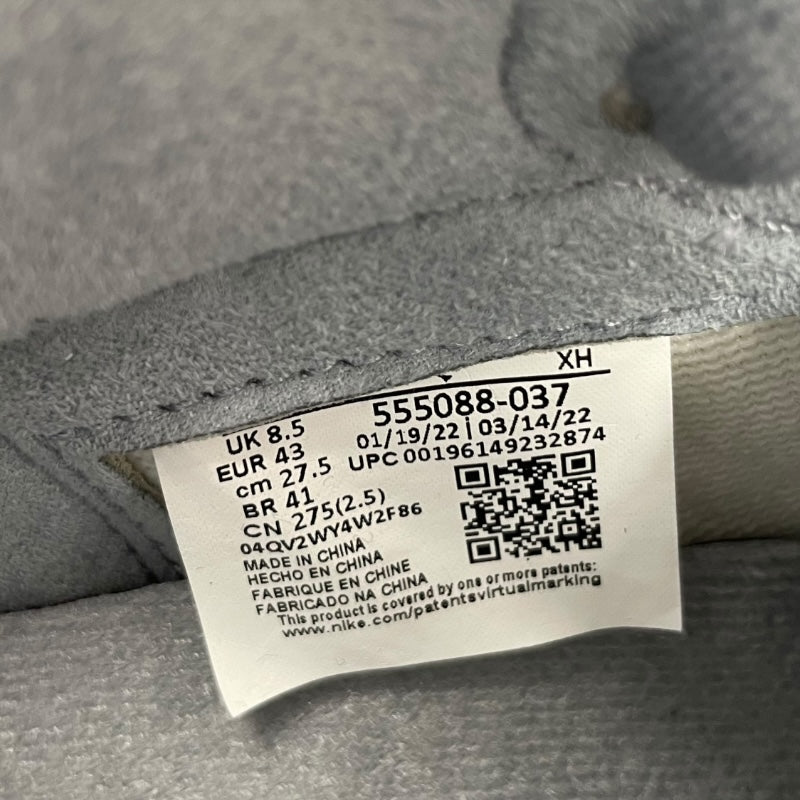 XH
555088-037
01/19/22 | 03/14/22
UPC 00196149232874
UK 8.5
EUR 43
cm 27.5
BR 41
CN 275(2.5)
04QV2WY4W2F86
MADE IN CHINA
HECHO EN CHINA
FABRIQUE EN CHINE
FABRICADO NA CHINA
This product is covered by one or more patents:
www.nike.com/patentsvirtualmarking